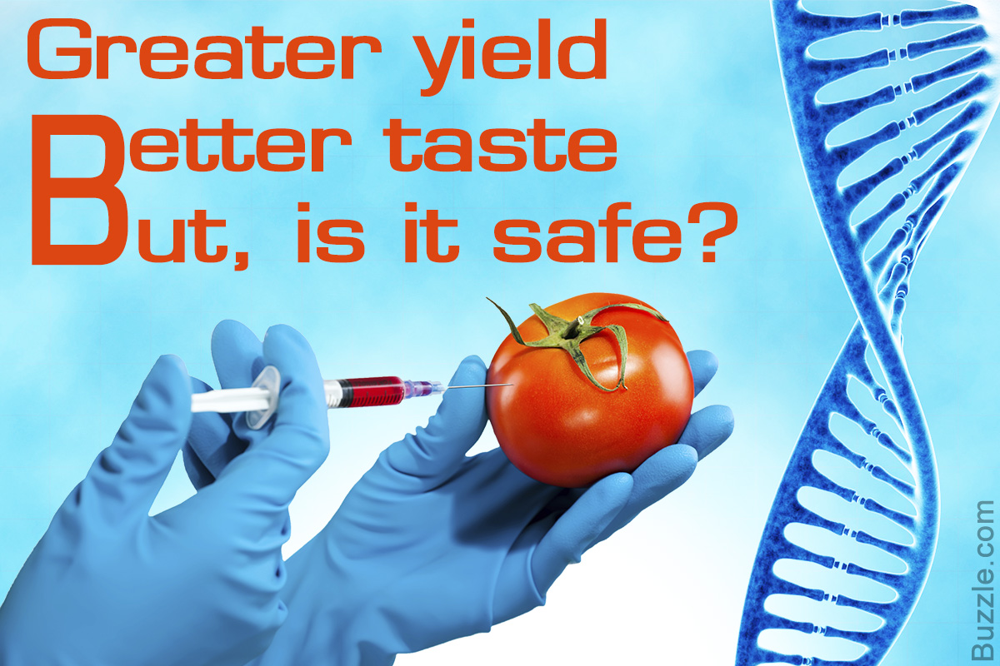 Greater yield
Better taste
But, is it safe?
Buzzle.com